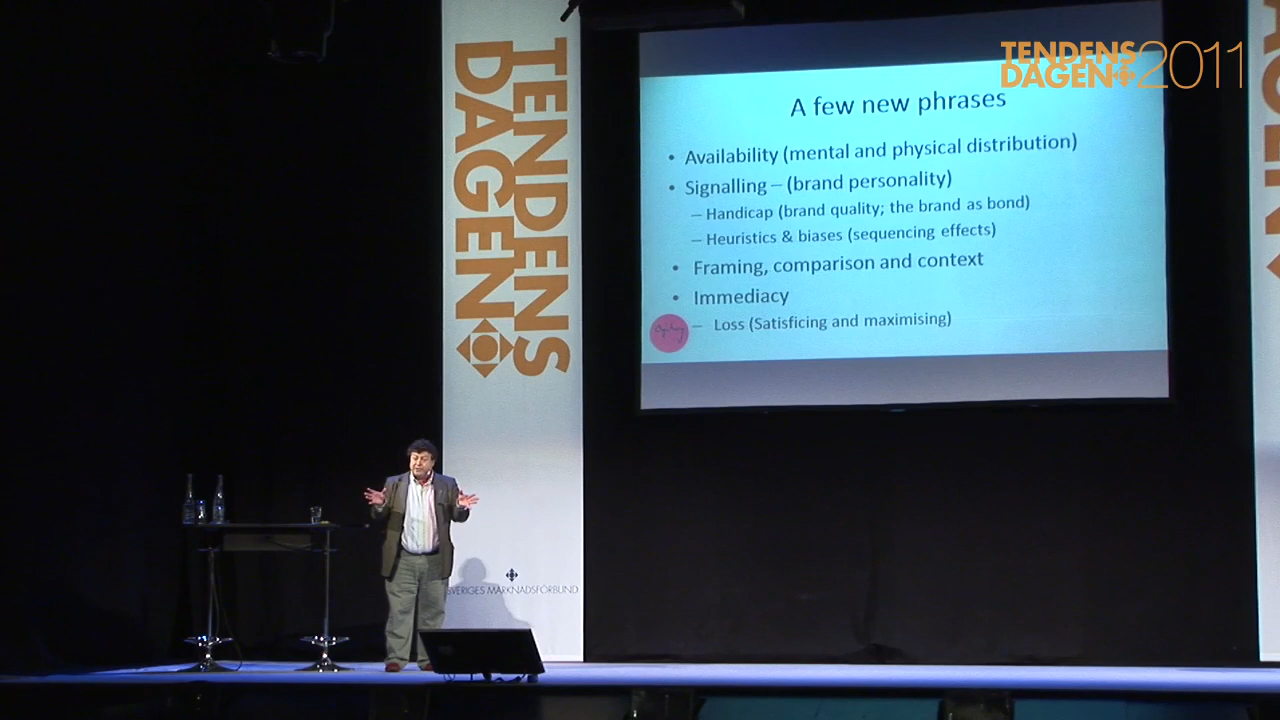 TENDENS
DAGEN
TENDENS
DAGEN 2011
A few new phrases
• Availability (mental and physical distribution)
• Signalling – (brand personality)
– Handicap (brand quality; the brand as bond)
– Heuristics & biases (sequencing effects)
• Framing, comparison and context
• Immediacy
– Loss (Satisficing and maximising)
Ogilvy
SVERIGES MARKNADSFÖRBUND